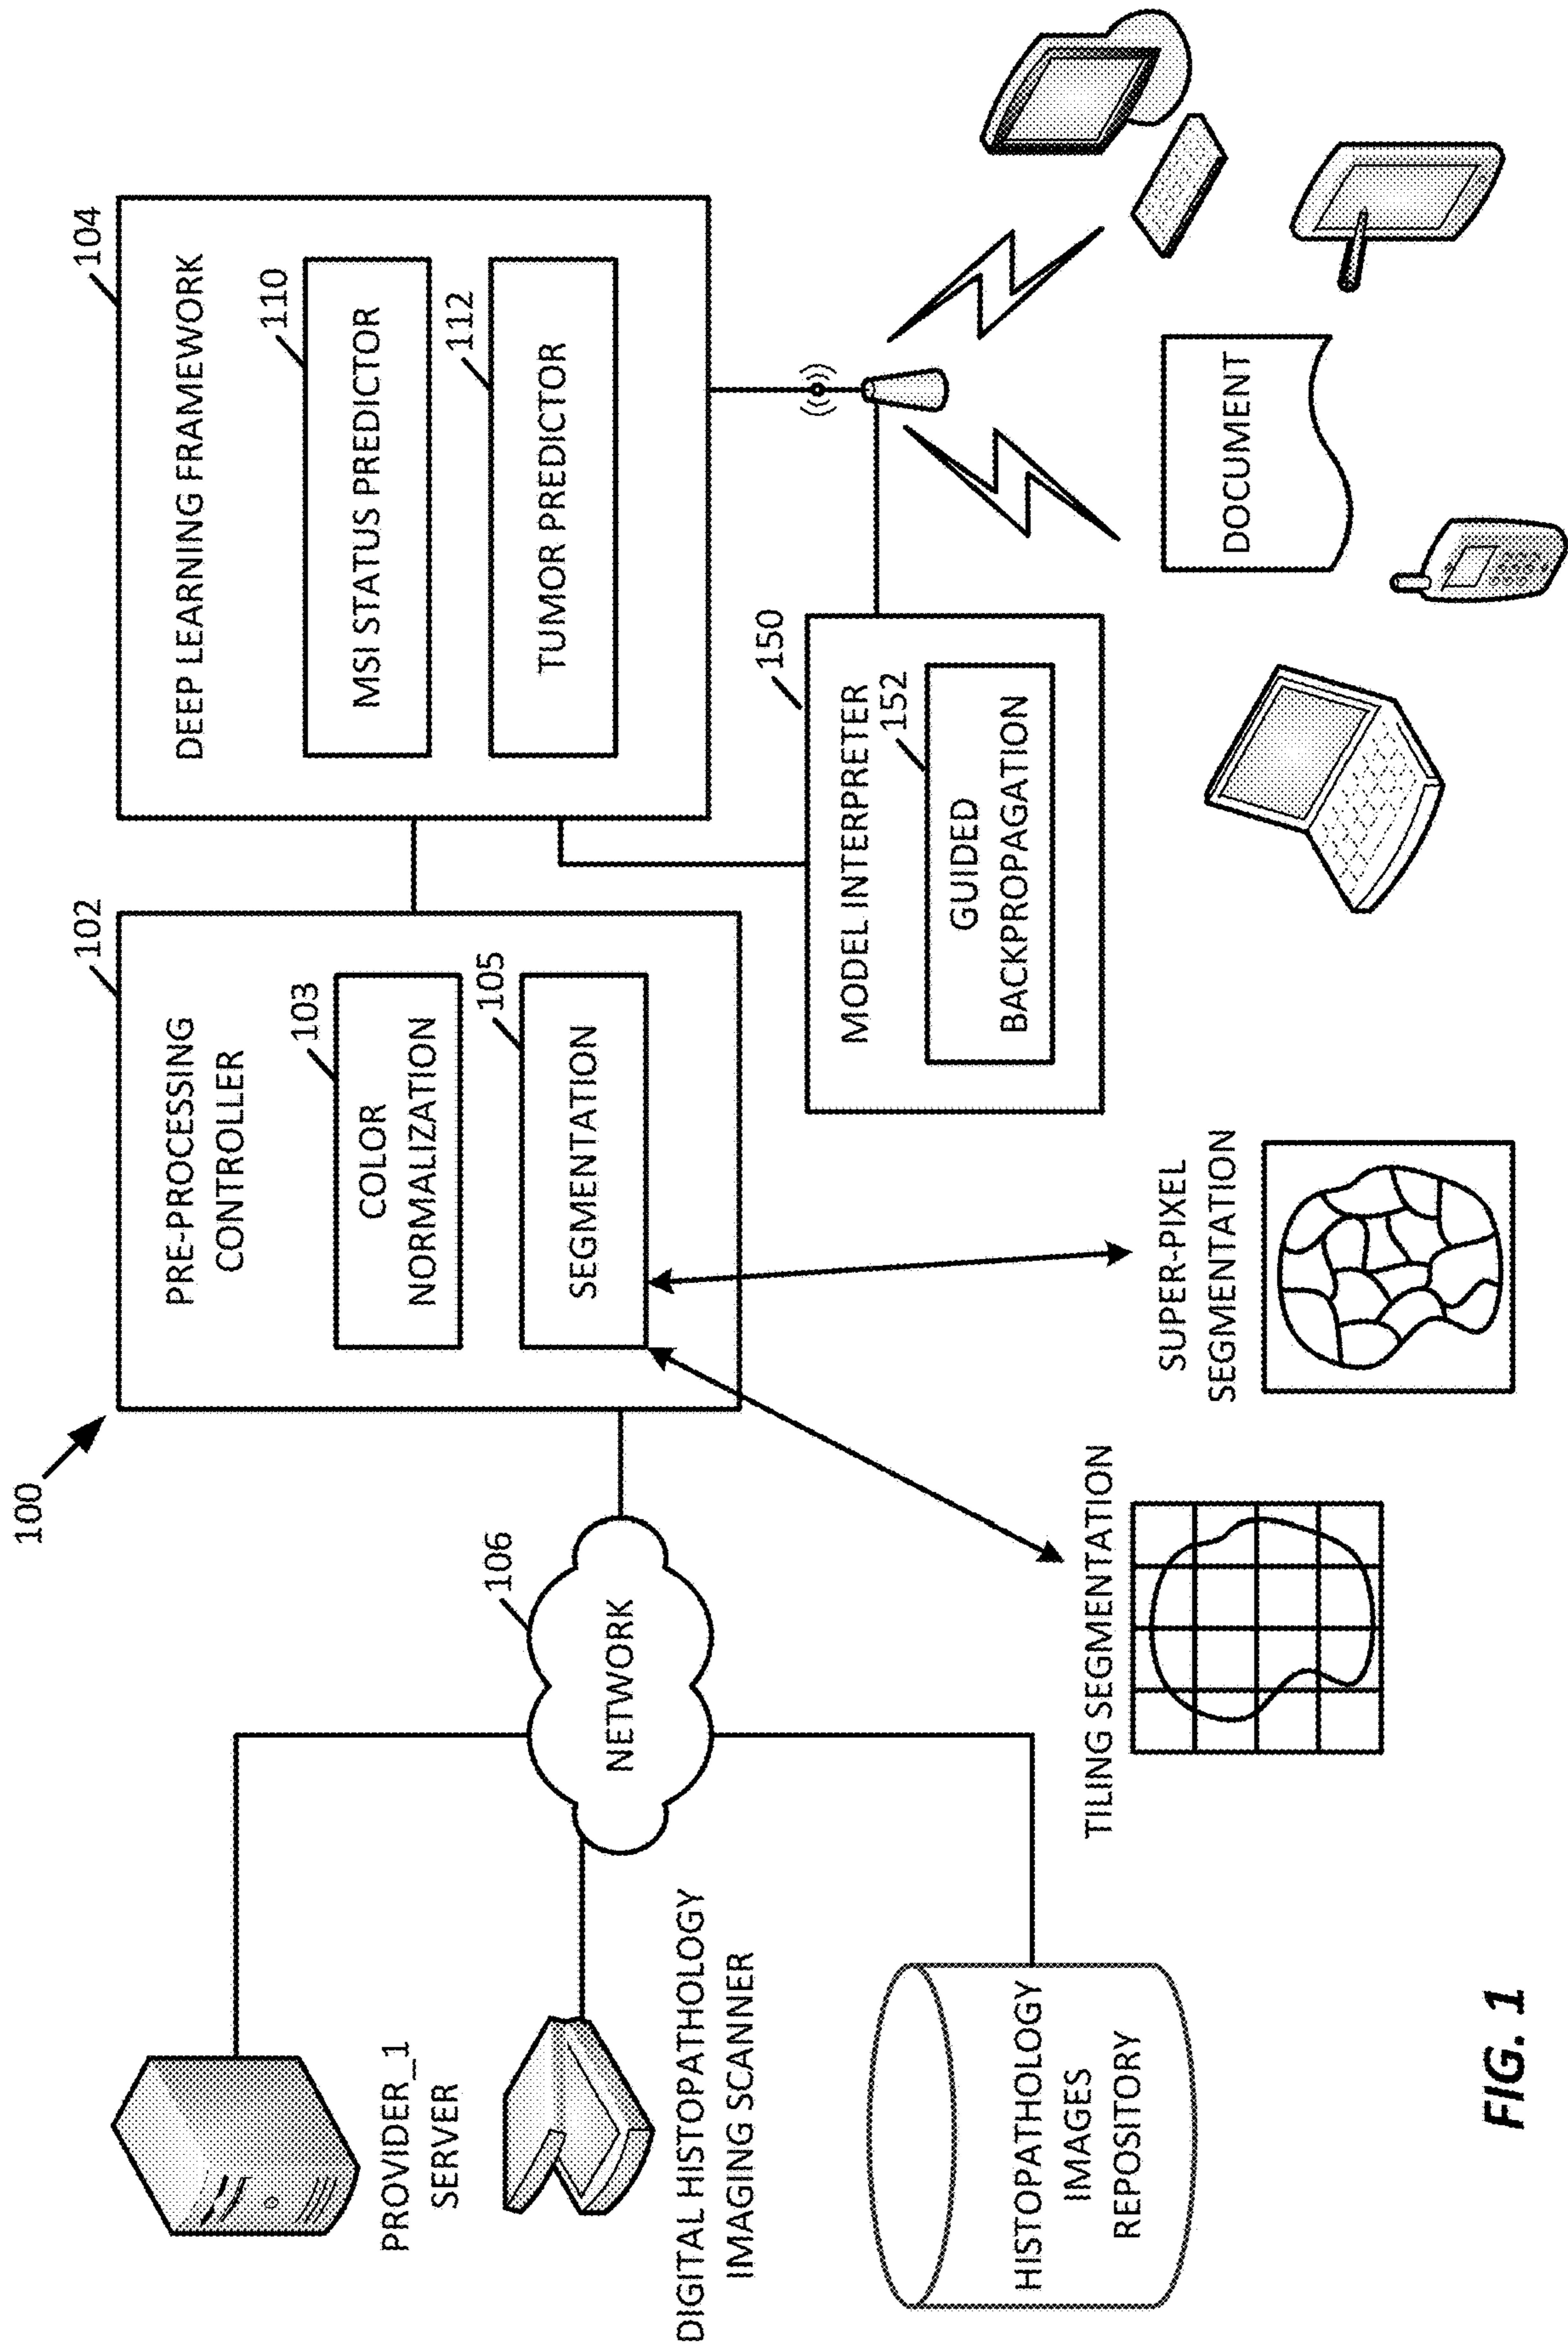 100
PROVIDER_1
SERVER
DIGITAL HISTOPATHOLOGY
IMAGING SCANNER
HISTOPATHOLOGY
IMAGES
REPOSITORY
106
NETWORK
102
PRE-PROCESSING
CONTROLLER
103
COLOR
NORMALIZATION
105
SEGMENTATION
TILING SEGMENTATION
SUPER-PIXEL
SEGMENTATION
104
DEEP LEARNING FRAMEWORK
110
MSI STATUS PREDICTOR
112
TUMOR PREDICTOR
150
MODEL INTERPRETER
152
GUIDED
BACKPROPAGATION
DOCUMENT
FIG. 1